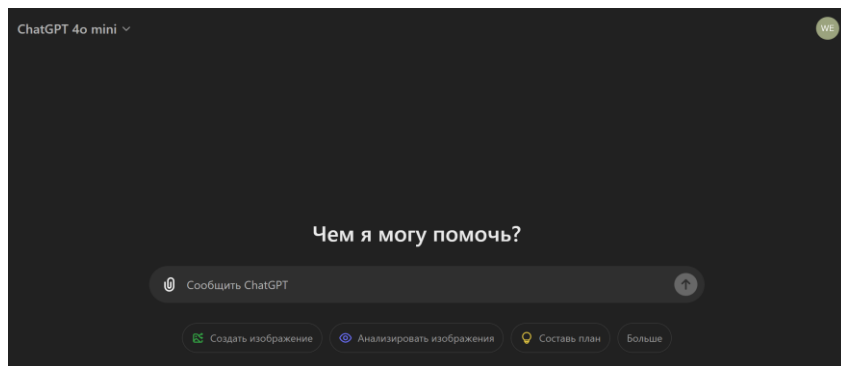 ChatGPT 4o mini
WE
Чем я могу помочь?
Сообщить ChatGPT
Создать изображение Анализировать изображения Составь план Больше